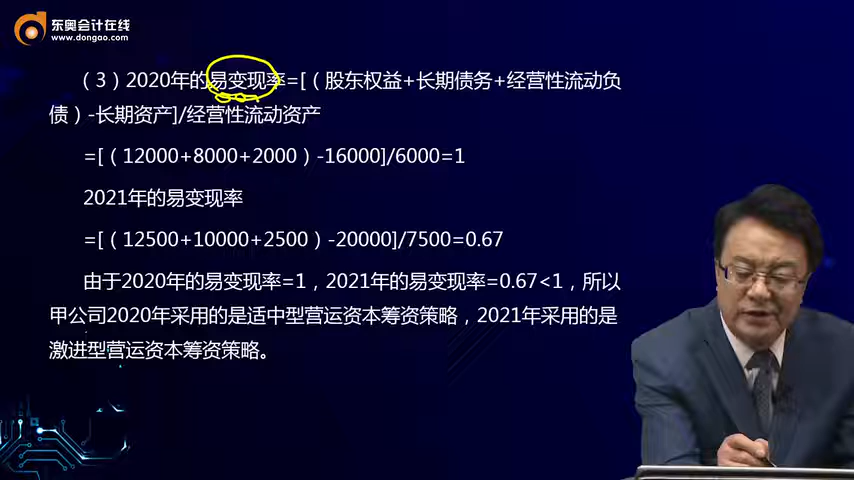 东奥会计在线
www.dongao.com
（3）2020年的易变现率=[（股东权益+长期债务+经营性流动负
债）-长期资产]/经营性流动资产
=[（12000+8000+2000）-16000]/6000=1
2021年的易变现率
=[（12500+10000+2500）-20000]/7500=0.67
由于2020年的易变现率=1，2021年的易变现率=0.67<1，所以
甲公司2020年采用的是适中型营运资本筹资策略，2021年采用的是
激进型营运资本筹资策略。